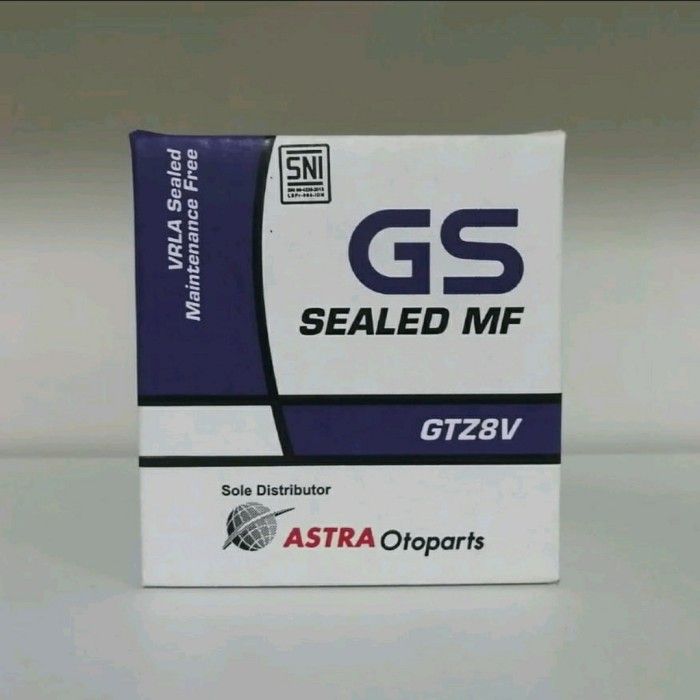 VRLA Sealed
Maintenance Free
SNI
GS
SEALED MF
GTZ8V
Sole Distributor
ASTRA Otoparts